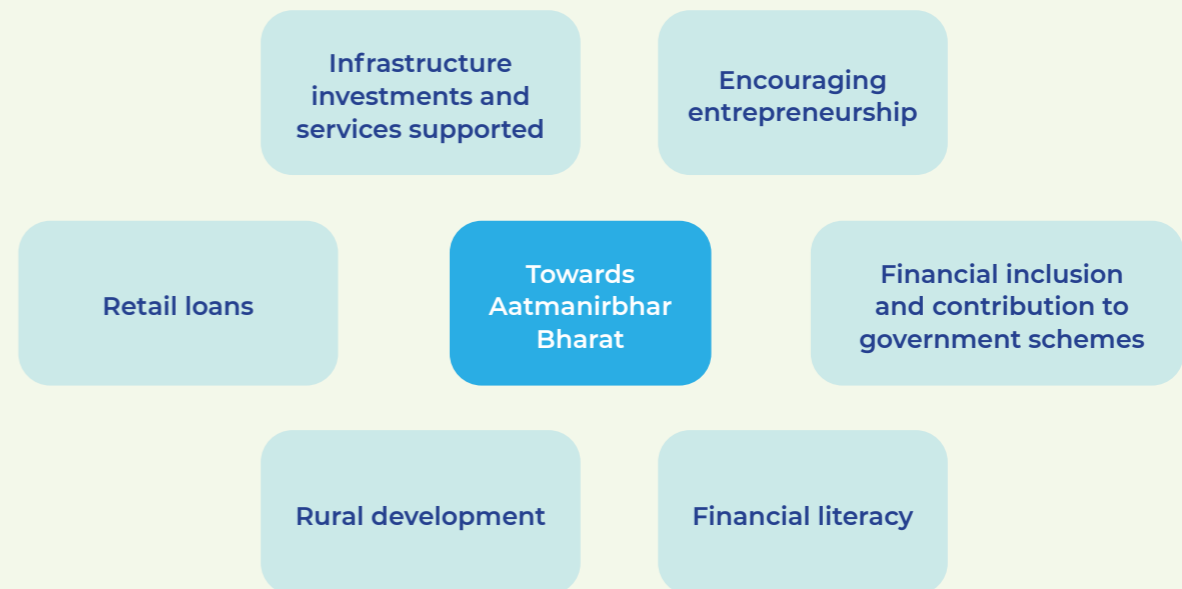 Infrastructure
investments and
services supported
Encouraging
entrepreneurship
Retail loans
Towards
Aatmanirbhar
Bharat
Financial inclusion
and contribution to
government schemes
Rural development
Financial literacy